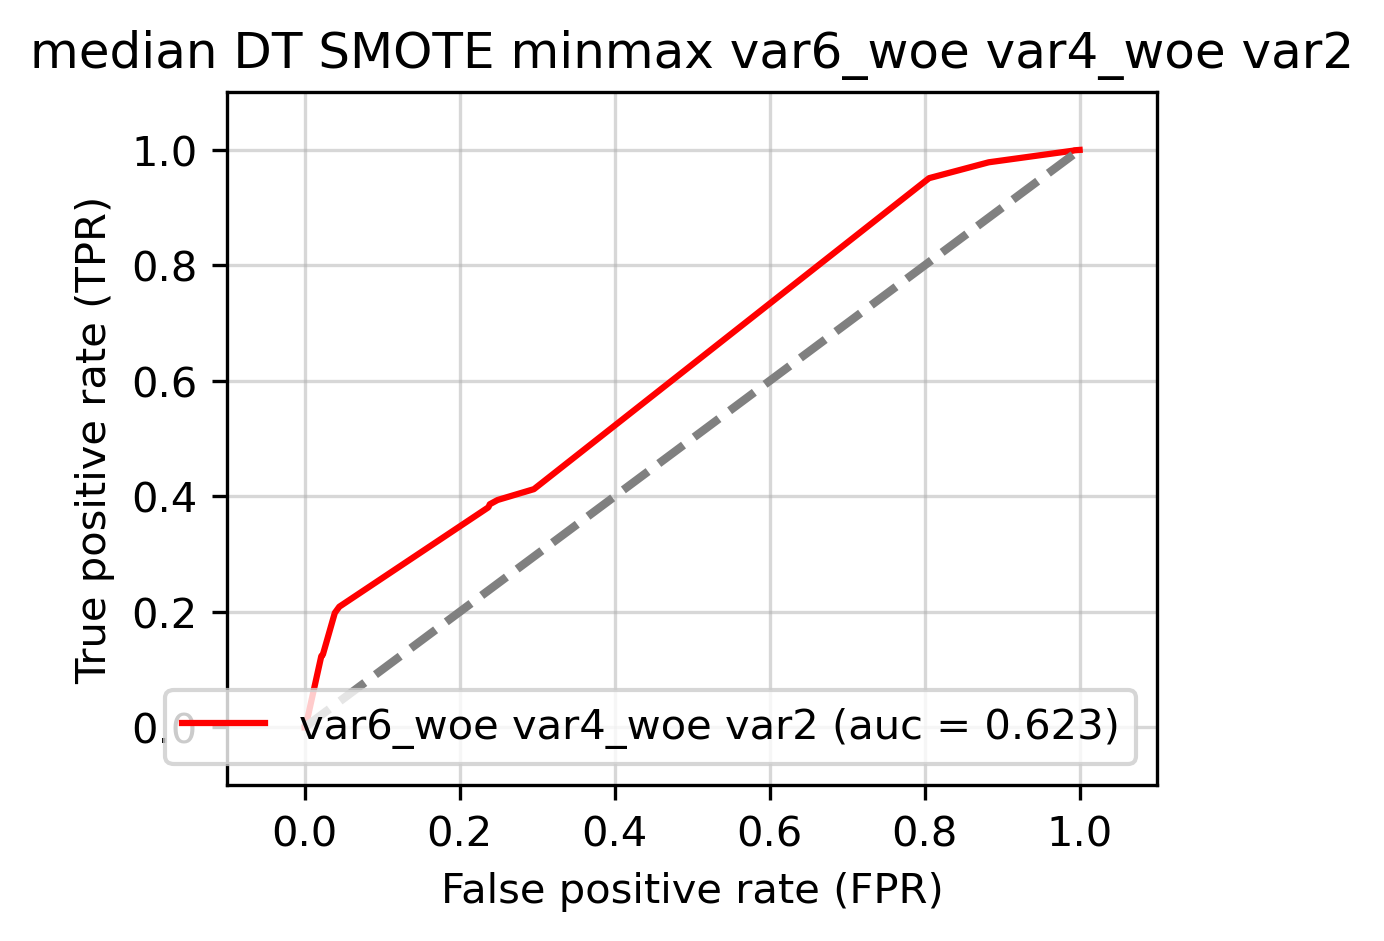 median DT SMOTE minmax var6_woe var4_woe var2
True positive rate (TPR)
1.0
0.8
0.6
0.4
0.2
0.0
var6_woe var4_woe var2 (auc = 0.623)
0.0 0.2 0.4 0.6 0.8 1.0
False positive rate (FPR)